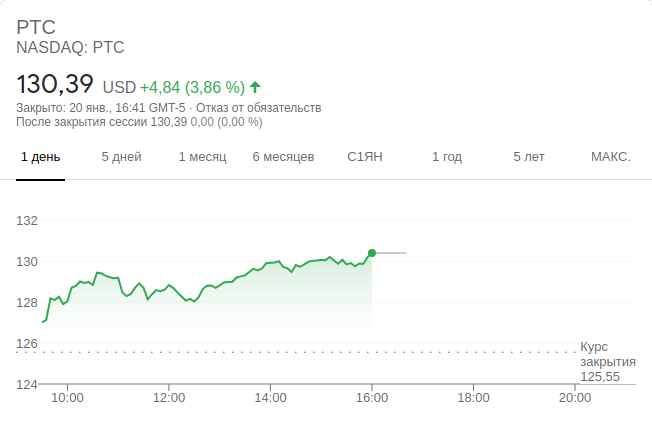 PTC
NASDAQ: PTC
130,39 USD +4,84 (3,86 %)
Закрыто: 20 янв., 16:41 GMT-5 · Отказ от обязательств
После закрытия сессии 130,39 0,00 (0,00 %)
1 день 5 дней 1 месяц 6 месяцев С1ЯН 1 год 5 лет МАКС.
132
130
128
126
Курс
закрытия
125,55
124
10:00 12:00 14:00 16:00 18:00 20:00